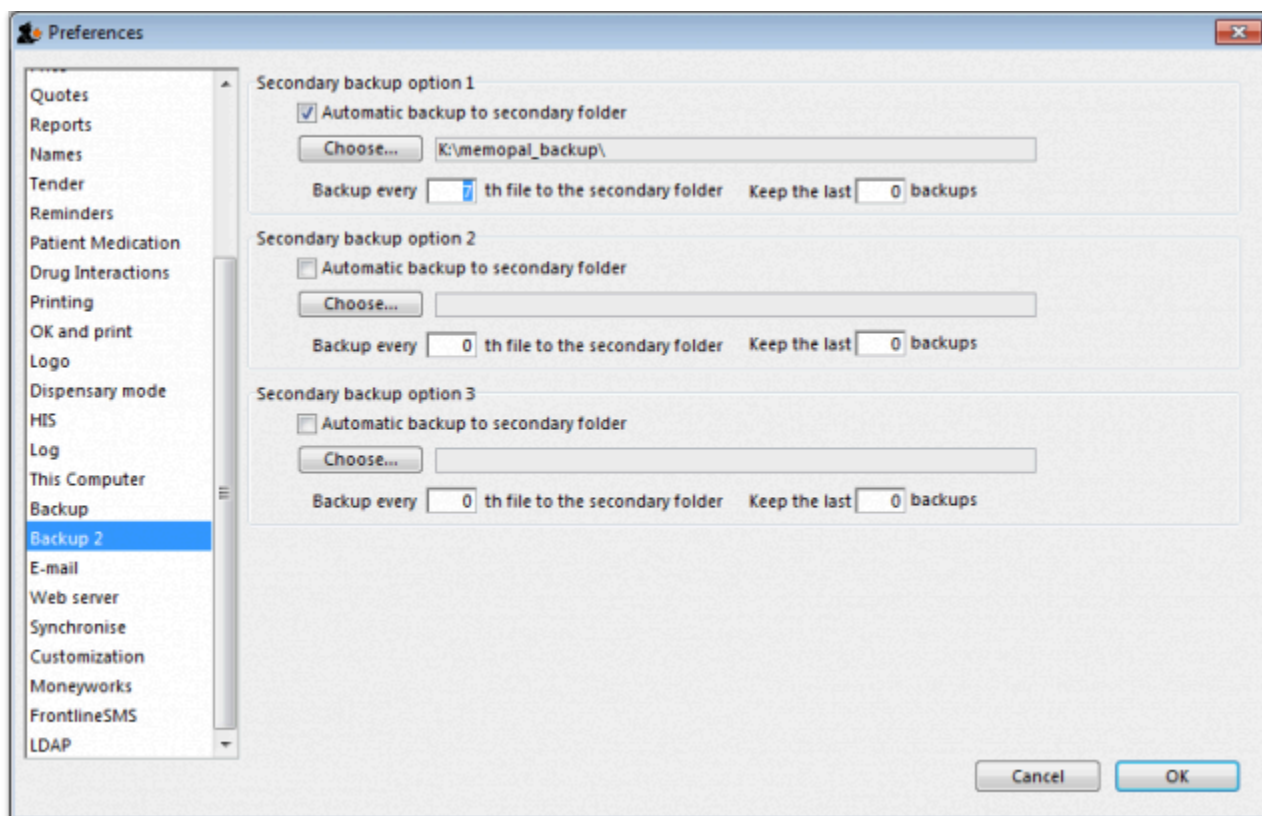 Preferences
Quotes
Reports
Names
Tender
Reminders
Patient Medication
Drug Interactions
Printing
OK and print
Logo
Dispensary mode
HIS
Log
This Computer
Backup
Backup 2
E-mail
Web server
Synchronise
Customization
Moneyworks
FrontlineSMS
LDAP
Secondary backup option 1
Automatic backup to secondary folder
Choose... K:\memopal_backup\
Backup every 7 th file to the secondary folder Keep the last 0 backups
Secondary backup option 2
Automatic backup to secondary folder
Choose...
Backup every 0 th file to the secondary folder Keep the last 0 backups
Secondary backup option 3
Automatic backup to secondary folder
Choose...
Backup every 0 th file to the secondary folder Keep the last 0 backups
Cancel OK